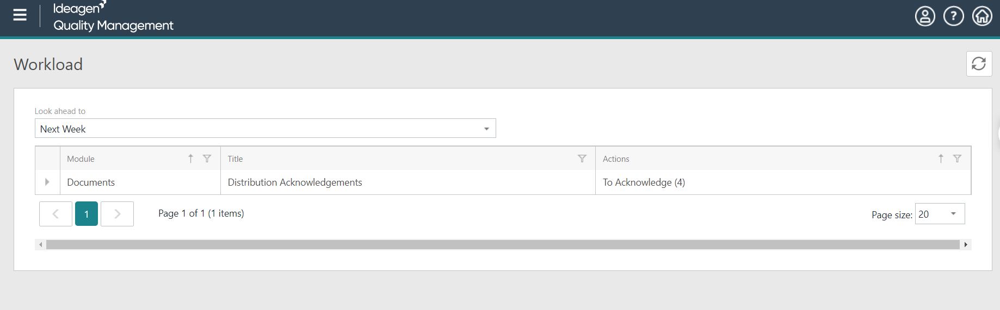 Ideagen
Quality Management
?
Workload
Look ahead to
Next Week
Module Title Actions
Documents Distribution Acknowledgements To Acknowledge (4)
1 Page 1 of 1 (1 items) Page size: 20